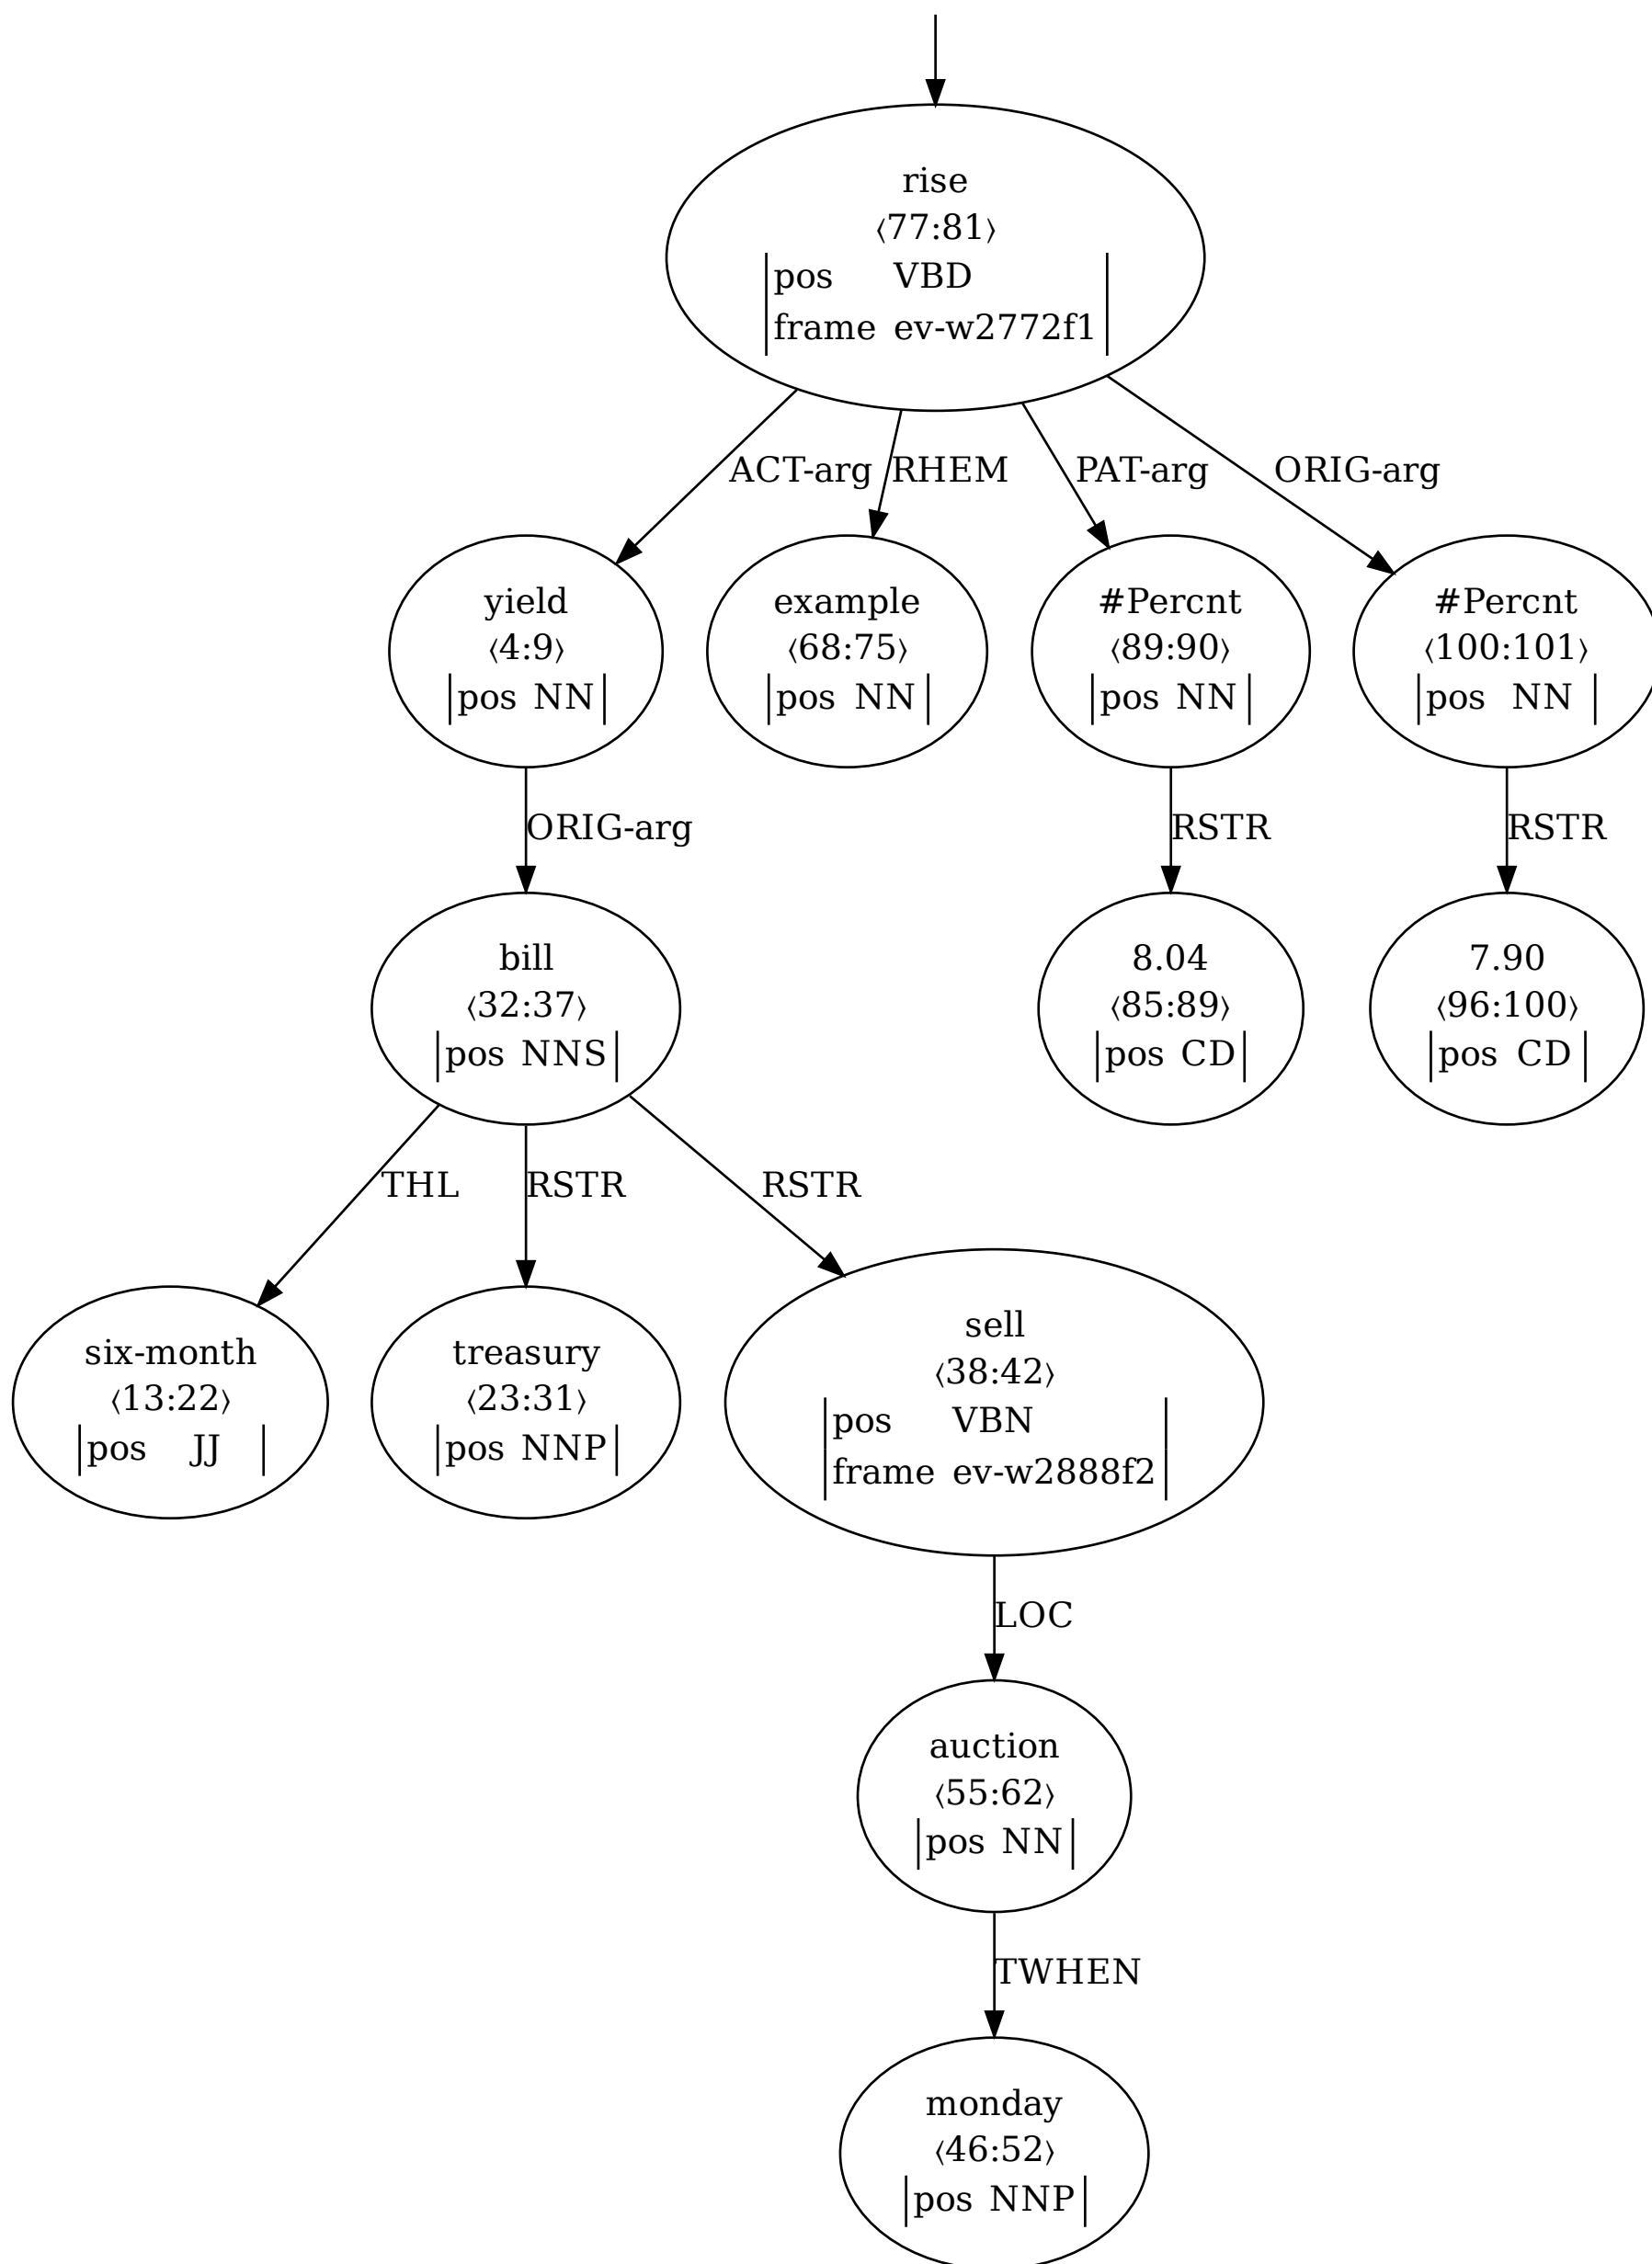 rise
⟨77:81⟩
pos VBD
frame ev-w2772f1
ACT-arg RHEM PAT-arg ORIG-arg
yield
⟨4:9⟩
pos NN
example
⟨68:75⟩
pos NN
#Percnt
⟨89:90⟩
pos NN
#Percnt
⟨100:101⟩
pos NN
ORIG-arg RSTR RSTR
bill
⟨32:37⟩
pos NNS
8.04
⟨85:89⟩
pos CD
7.90
⟨96:100⟩
pos CD
THL RSTR RSTR
six-month
⟨13:22⟩
pos JJ
treasury
⟨23:31⟩
pos NNP
sell
⟨38:42⟩
pos VBN
frame ev-w2888f2
LOC
auction
⟨55:62⟩
pos NN
TWHEN
monday
⟨46:52⟩
pos NNP